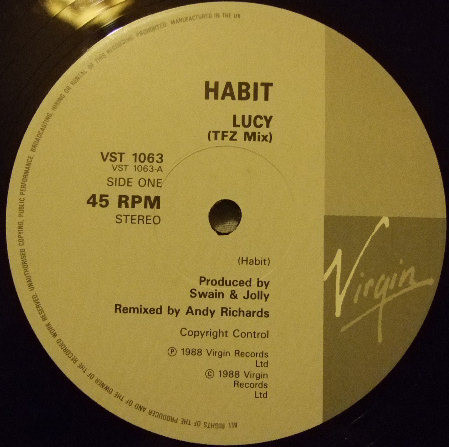 HABIT
LUCY
(TFZ Mix)
VST 1063
VST 1063-A
SIDE ONE
45 RPM
STEREO
(Habit)
Produced by
Swain & Jolly
Remixed by Andy Richards
Copyright Control
Ⓟ 1988 Virgin Records
Ltd
© 1988 Virgin
Records
Ltd
Virgin
ALL RIGHTS OF THE PRODUCER AND OF THE OWNER OF THE RECORDED WORK RESERVED. UNAUTHORISED COPYING, PUBLIC PERFORMANCE, BROADCASTING, HIRING OR RENTAL OF THIS RECORDING PROHIBITED. MANUFACTURED IN THE UK